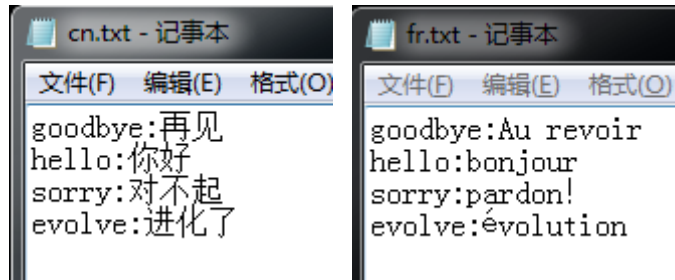 cn.txt - 记事本
文件(F) 编辑(E) 格式(O)
goodbye:再见
hello:你好
sorry:对不起
evolve:进化了
fr.txt - 记事本
文件(F) 编辑(E) 格式(O)
goodbye:Au revoir
hello:bonjour
sorry:pardon!
evolve:évolution